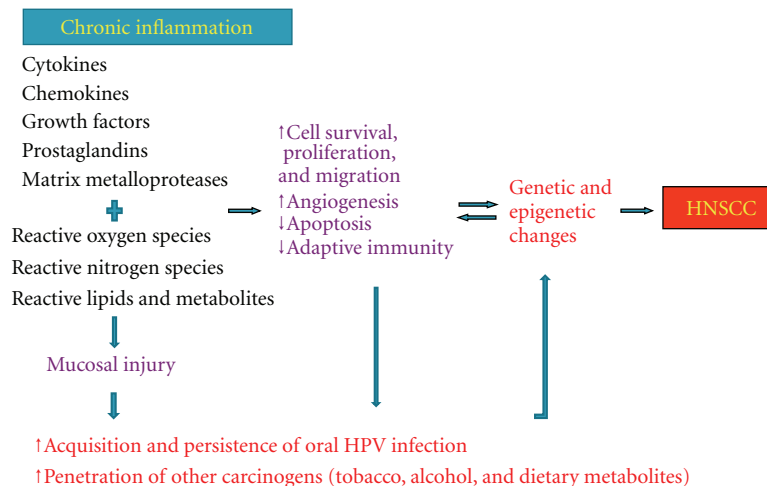 Chronic inflammation
Cytokines
Chemokines
Growth factors
Prostaglandins
Matrix metalloproteases
Reactive oxygen species
Reactive nitrogen species
Reactive lipids and metabolites
Mucosal injury
↑Cell survival,
proliferation,
and migration
↑Angiogenesis
↓Apoptosis
↓Adaptive immunity
Genetic and
epigenetic
changes
HNSCC
↑Acquisition and persistence of oral HPV infection
↑Penetration of other carcinogens (tobacco, alcohol, and dietary metabolites)